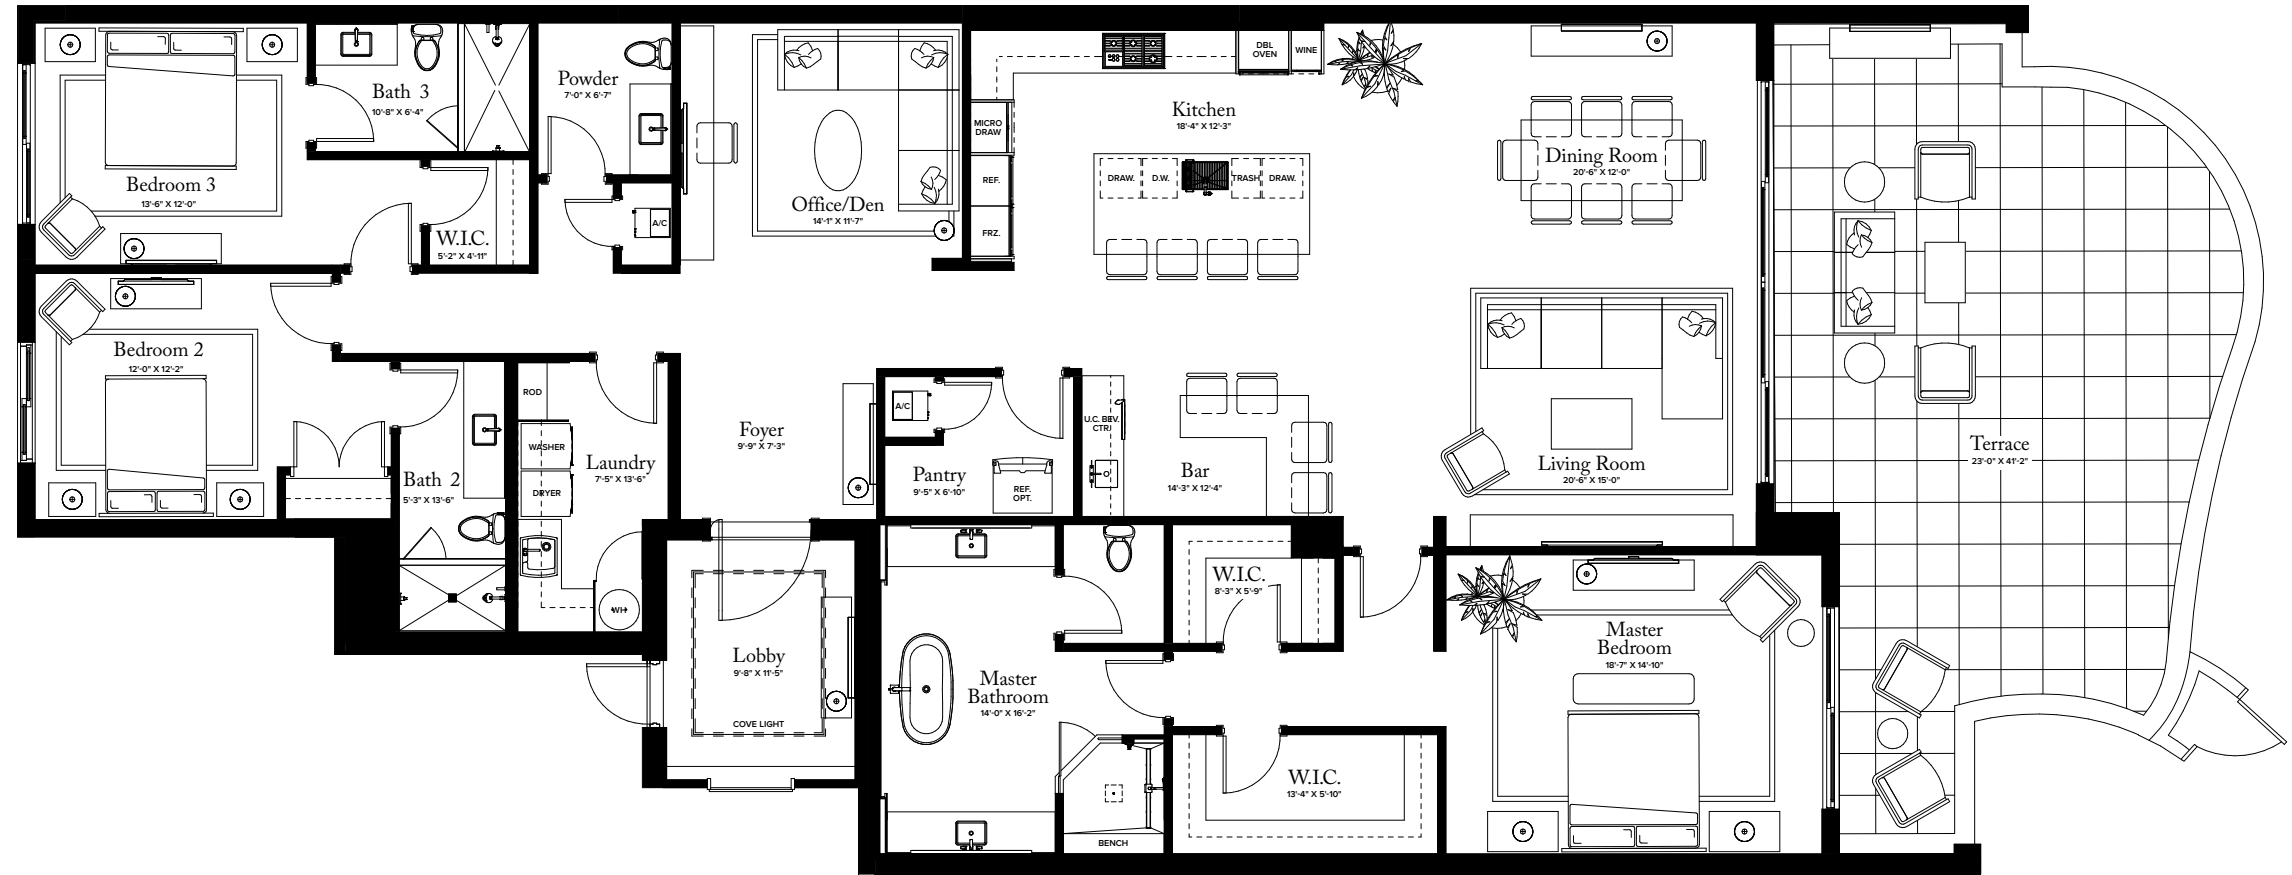 Bedroom 3
13'-6" X 12'-0"
Bath 3
10'-8" X 6'-4"
W.I.C.
5'-2" X 4'-11"
Powder
7'-0" X 6'-7"
A/C
Office/Den
14'-1" X 11'-7"
MICRO
DRAW
REF.
FRZ.
DBL
OVEN
WINE
Kitchen
18'-4" X 12'-3"
DRAW.
D.W.
TRASH
DRAW.
Dining Room
20'-6" X 12'-0"
Bedroom 2
12'-0" X 12'-2"
Bath 2
5'-3" X 13'-6"
ROD
WASHER
DRYER
Laundry
7'-5" X 13'-6"
WH
Foyer
9'-9" X 7'-3"
A/C
Pantry
9'-5" X 6'-10"
REF.
OPT.
U.C. BEV.
CTR.
Bar
14'-3" X 12'-4"
Living Room
20'-6" X 15'-0"
Terrace
23'-0" X 41'-2"
Lobby
9'-8" X 11'-5"
COVE LIGHT
Master
Bathroom
14'-0" X 16'-2"
BENCH
W.I.C.
8'-3" X 5'-9"
W.I.C.
13'-4" X 5'-10"
Master
Bedroom
18'-7" X 14'-10"